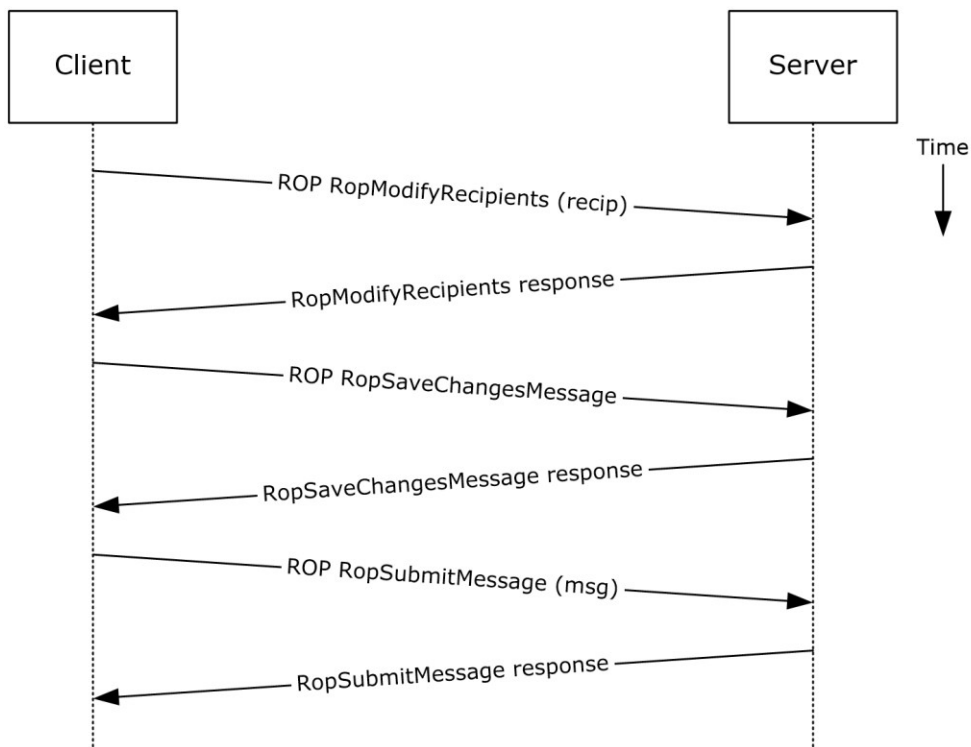 Client
Server
Time
ROP RopModifyRecipients (recip)
RopModifyRecipients response
ROP RopSaveChangesMessage
RopSaveChangesMessage response
ROP RopSubmitMessage (msg)
RopSubmitMessage response